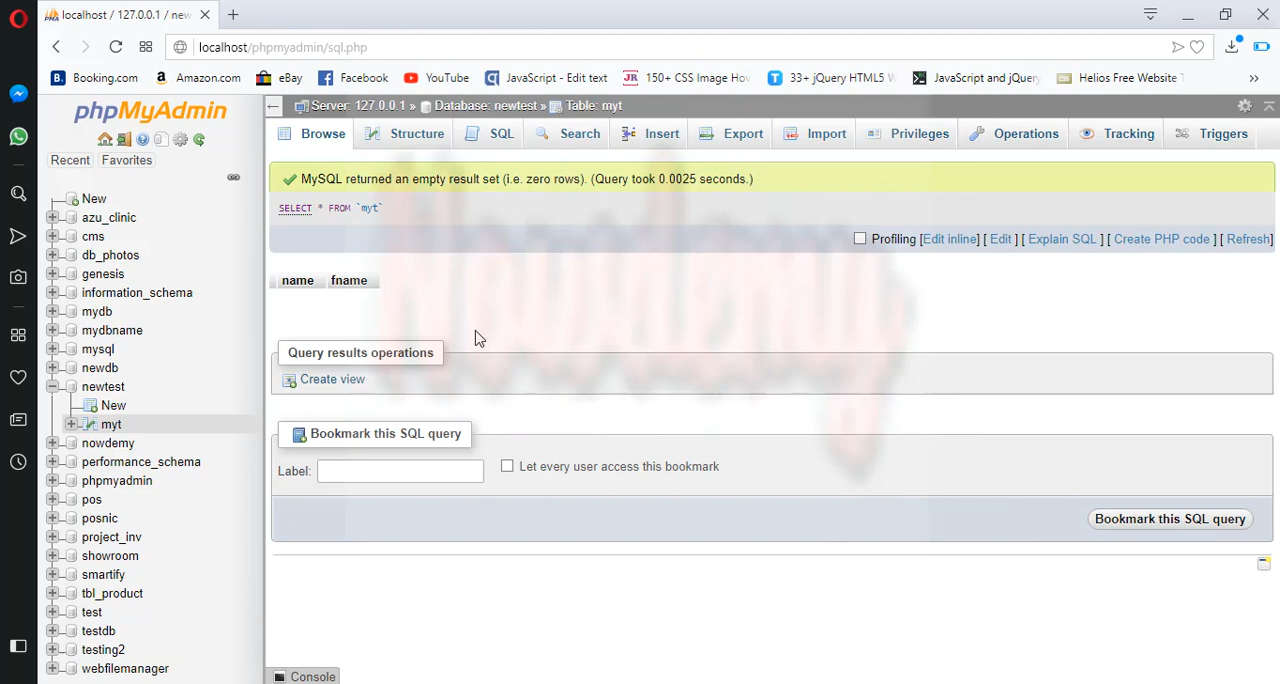 localhost / 127.0.0.1 / new
localhost/phpmyadmin/sql.php
Booking.com
Amazon.com
eBay
Facebook
YouTube
JavaScript - Edit text
150+ CSS Image Hov
33+ jQuery HTML5 W
JavaScript and jQuery
Helios Free Website T
phpMyAdmin
Recent
Favorites
New
azu_clinic
cms
db_photos
genesis
information_schema
mydb
mydbname
mysql
newdb
newtest
New
myt
nowdemy
performance_schema
phpmyadmin
pos
posnic
project_inv
showroom
smartify
tbl_product
test
testdb
testing2
webfilemanager
Server: 127.0.0.1 » Database: newtest » Table: myt
Browse
Structure
SQL
Search
Insert
Export
Import
Privileges
Operations
Tracking
Triggers
MySQL returned an empty result set (i.e. zero rows). (Query took 0.0025 seconds.)
SELECT * FROM `myt`
Profiling [Edit inline] [ Edit ] [ Explain SQL ] [ Create PHP code ] [ Refresh]
name
fname
Query results operations
Create view
Bookmark this SQL query
Label:
Let every user access this bookmark
Bookmark this SQL query
Console
Nowdemy